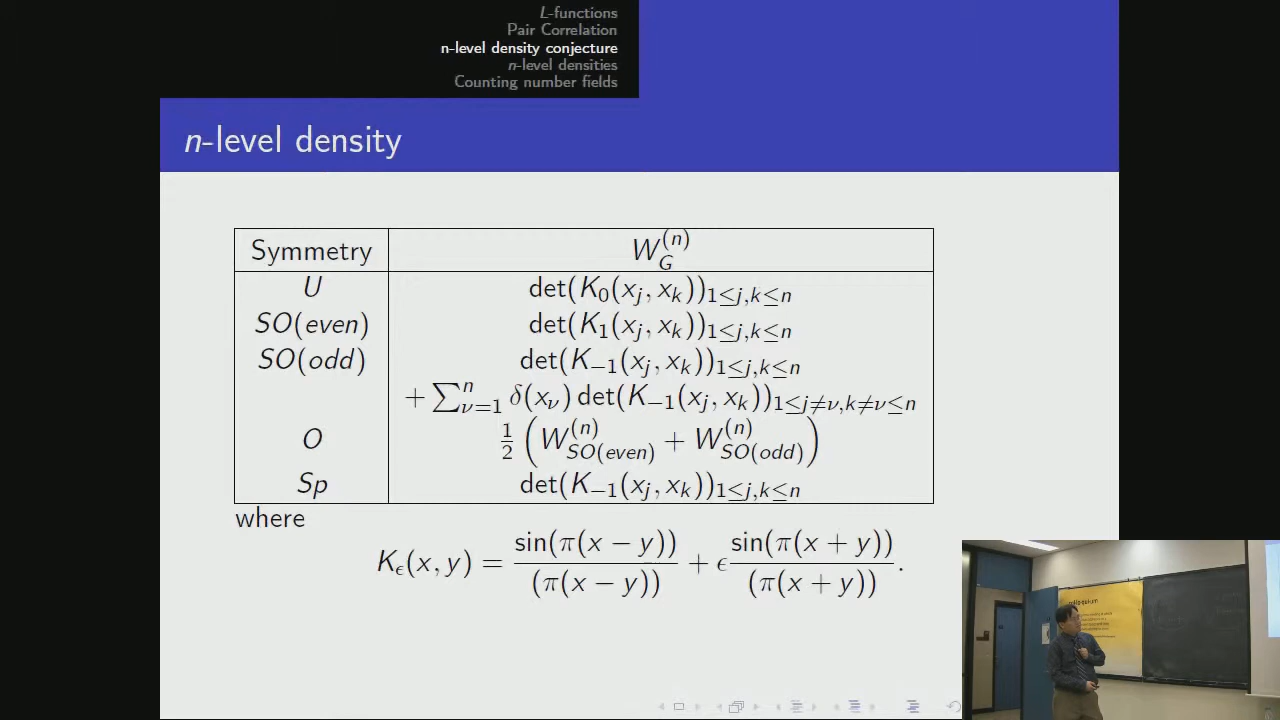 L-functions
Pair Correlation
n-level density conjecture
n-level densities
Counting number fields
n-level density
Symmetry W_G^{(n)}
U det(K_0(x_j, x_k))_{1≤j,k≤n}
SO(even) det(K_1(x_j, x_k))_{1≤j,k≤n}
SO(odd) det(K_{-1}(x_j, x_k))_{1≤j,k≤n}
+ ∑_{ν=1}^{n} δ(x_ν) det(K_{-1}(x_j, x_k))_{1≤j≠ν,k≠ν≤n}
O \frac{1}{2} (W_{SO(even)}^{(n)} + W_{SO(odd)}^{(n)})
Sp det(K_{-1}(x_j, x_k))_{1≤j,k≤n}
where
K_ϵ(x, y) = \frac{sin(π(x − y))}{(π(x − y))} + ϵ \frac{sin(π(x + y))}{(π(x + y))}.